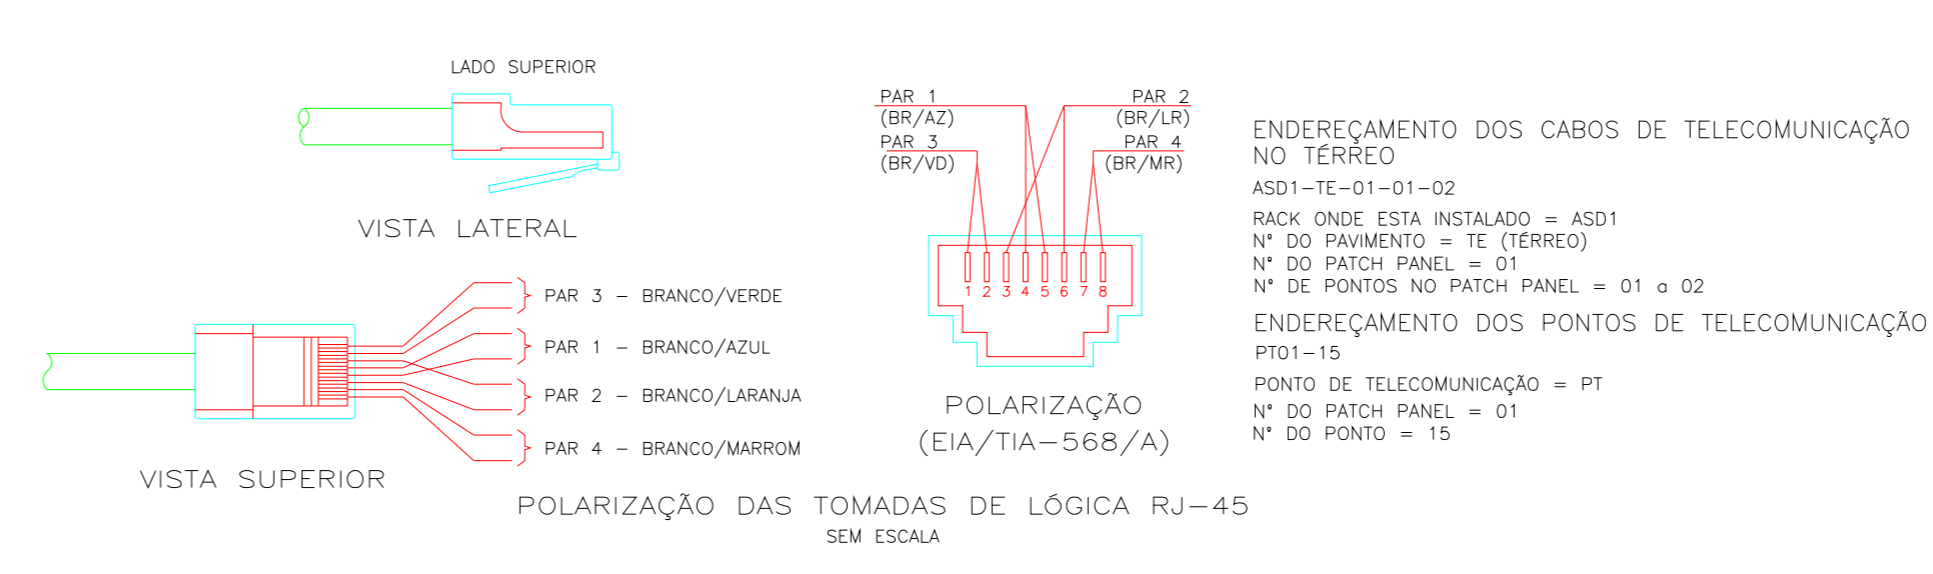 LADO SUPERIOR
VISTA LATERAL
PAR 3 - BRANCO/VERDE
PAR 1 - BRANCO/AZUL
PAR 2 - BRANCO/LARANJA
PAR 4 - BRANCO/MARROM
VISTA SUPERIOR
PAR 1
(BR/AZ)
PAR 3
(BR/VD)
PAR 2
(BR/LR)
PAR 4
(BR/MR)
1 2 3 4 5 6 7 8
POLARIZAÇÃO
(EIA/TIA-568/A)
POLARIZAÇÃO DAS TOMADAS DE LÓGICA RJ-45
SEM ESCALA
ENDEREÇAMENTO DOS CABOS DE TELECOMUNICAÇÃO
NO TÉRREO
ASD1-TE-01-01-02
RACK ONDE ESTA INSTALADO = ASD1
N° DO PAVIMENTO = TE (TÉRREO)
N° DO PATCH PANEL = 01
N° DE PONTOS NO PATCH PANEL = 01 a 02
ENDEREÇAMENTO DOS PONTOS DE TELECOMUNICAÇÃO
PT01-15
PONTO DE TELECOMUNICAÇÃO = PT
N° DO PATCH PANEL = 01
N° DO PONTO = 15